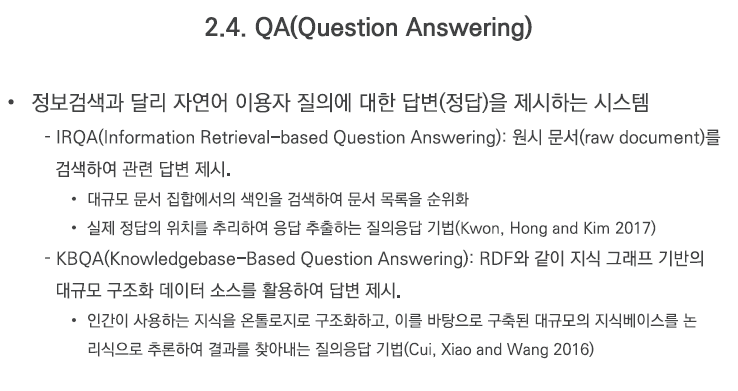 2.4. QA(Question Answering)
• 정보검색과 달리 자연어 이용자 질의에 대한 답변(정답)을 제시하는 시스템
- IRQA(Information Retrieval-based Question Answering): 원시 문서(raw document)를
검색하여 관련 답변 제시.
• 대규모 문서 집합에서의 색인을 검색하여 문서 목록을 순위화
• 실제 정답의 위치를 추리하여 응답 추출하는 질의응답 기법(Kwon, Hong and Kim 2017)
- KBQA(Knowledgebase-Based Question Answering): RDF와 같이 지식 그래프 기반의
대규모 구조화 데이터 소스를 활용하여 답변 제시.
• 인간이 사용하는 지식을 온톨로지로 구조화하고, 이를 바탕으로 구축된 대규모의 지식베이스를 논
리식으로 추론하여 결과를 찾아내는 질의응답 기법(Cui, Xiao and Wang 2016)